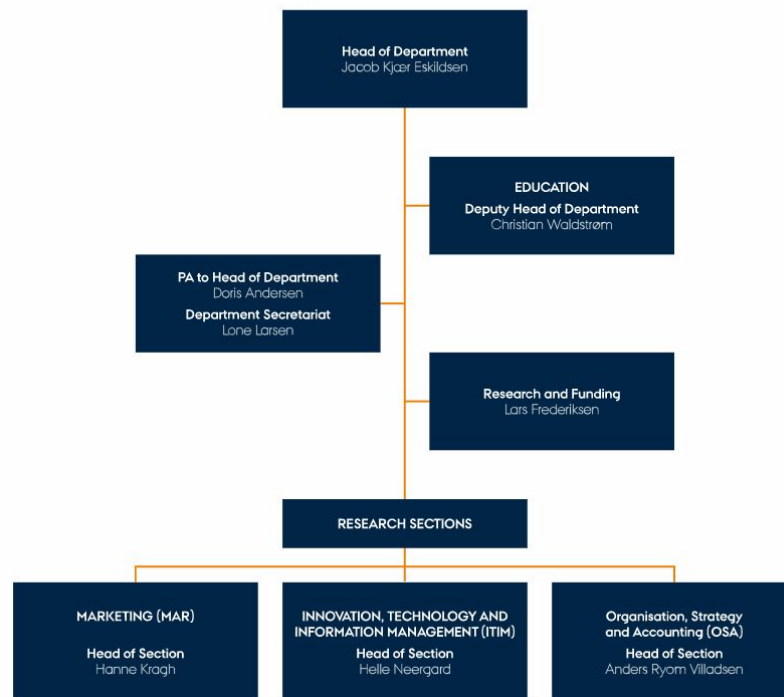 Head of Department
Jacob Kjær Eskildsen
EDUCATION
Deputy Head of Department
Christian Waldstrøm
PA to Head of Department
Doris Andersen
Department Secretariat
Lone Larsen
Research and Funding
Lars Frederiksen
RESEARCH SECTIONS
MARKETING (MAR)
Head of Section
Hanne Kragh
INNOVATION, TECHNOLOGY AND
INFORMATION MANAGEMENT (ITIM)
Head of Section
Helle Neergard
Organisation, Strategy
and Accounting (OSA)
Head of Section
Anders Ryom Villadsen